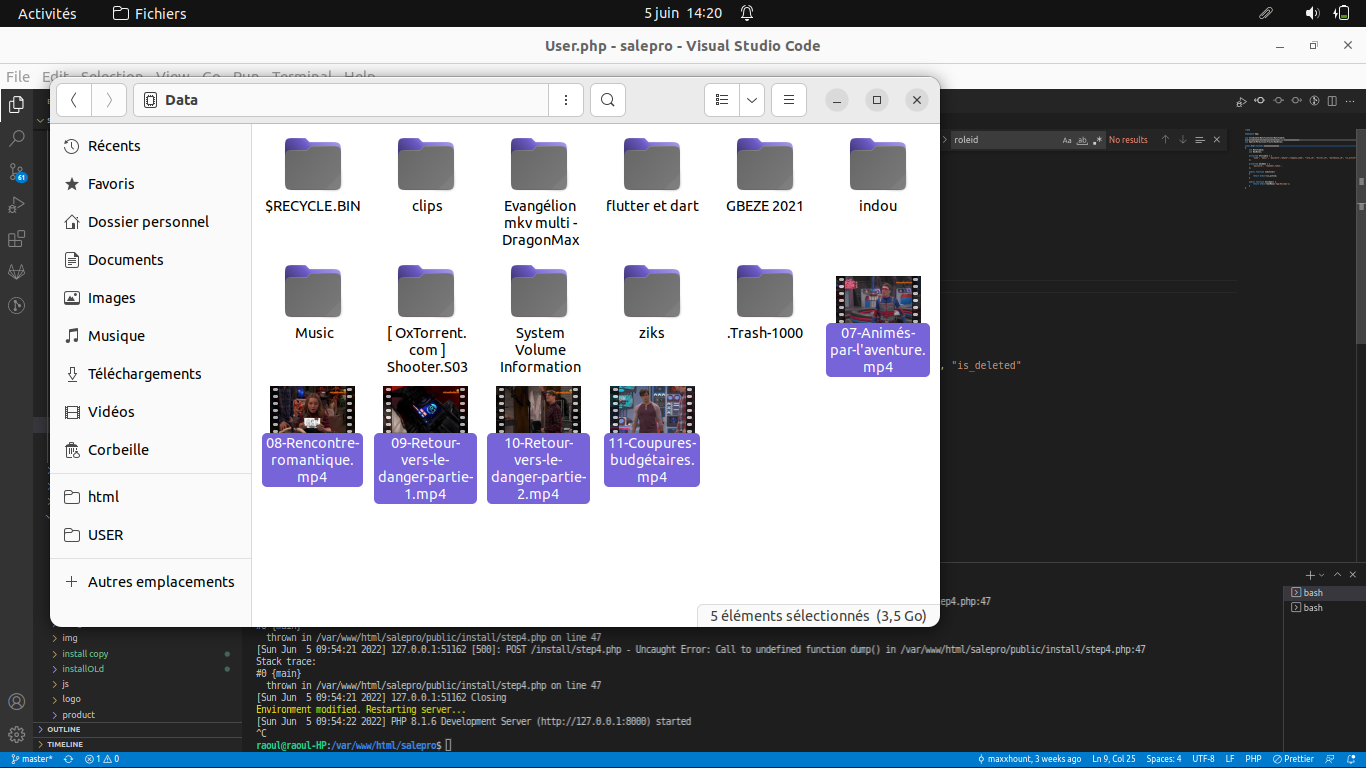 Activités
Fichiers
5 juin 14:20
User.php - salepro - Visual Studio Code
File Edit Selection View Go Run Terminal Help
Data
Récents
Favoris
Dossier personnel
Documents
Images
Musique
Téléchargements
Vidéos
Corbeille
html
USER
Autres emplacements
$RECYCLE.BIN
clips
Evangélion
mkv multi -
DragonMax
flutter et dart
GBEZE 2021
indou
Music
[ OxTorrent.
com ]
Shooter.S03
System
Volume
Information
ziks
.Trash-1000
07-Animés-
par-l'aventure.
mp4
08-Rencontre-
romantique.
mp4
09-Retour-
vers-le-
danger-partie-
1.mp4
10-Retour-
vers-le-
danger-partie-
2.mp4
11-Coupures-
budgétaires.
mp4
5 éléments sélectionnés (3,5 Go)
roleid
Aa
ab
No results
, "is_deleted"
61
img
install copy
installOLd
js
logo
product
OUTLINE
TIMELINE
step4.php:47
#0 {main}
thrown in /var/www/html/salepro/public/install/step4.php on line 47
[Sun Jun 5 09:54:21 2022] 127.0.0.1:51162 [500]: POST /install/step4.php - Uncaught Error: Call to undefined function dump() in /var/www/html/salepro/public/install/step4.php:47
Stack trace:
#0 {main}
thrown in /var/www/html/salepro/public/install/step4.php on line 47
[Sun Jun 5 09:54:21 2022] 127.0.0.1:51162 Closing
Environment modified. Restarting server...
[Sun Jun 5 09:54:22 2022] PHP 8.1.6 Development Server (http://127.0.0.1:8000) started
^C
raoul@raoul-HP:/var/www/html/salepro$
bash
bash
master*
1
0
maxxhount, 3 weeks ago
Ln 9, Col 25
Spaces: 4
UTF-8
LF
PHP
Prettier